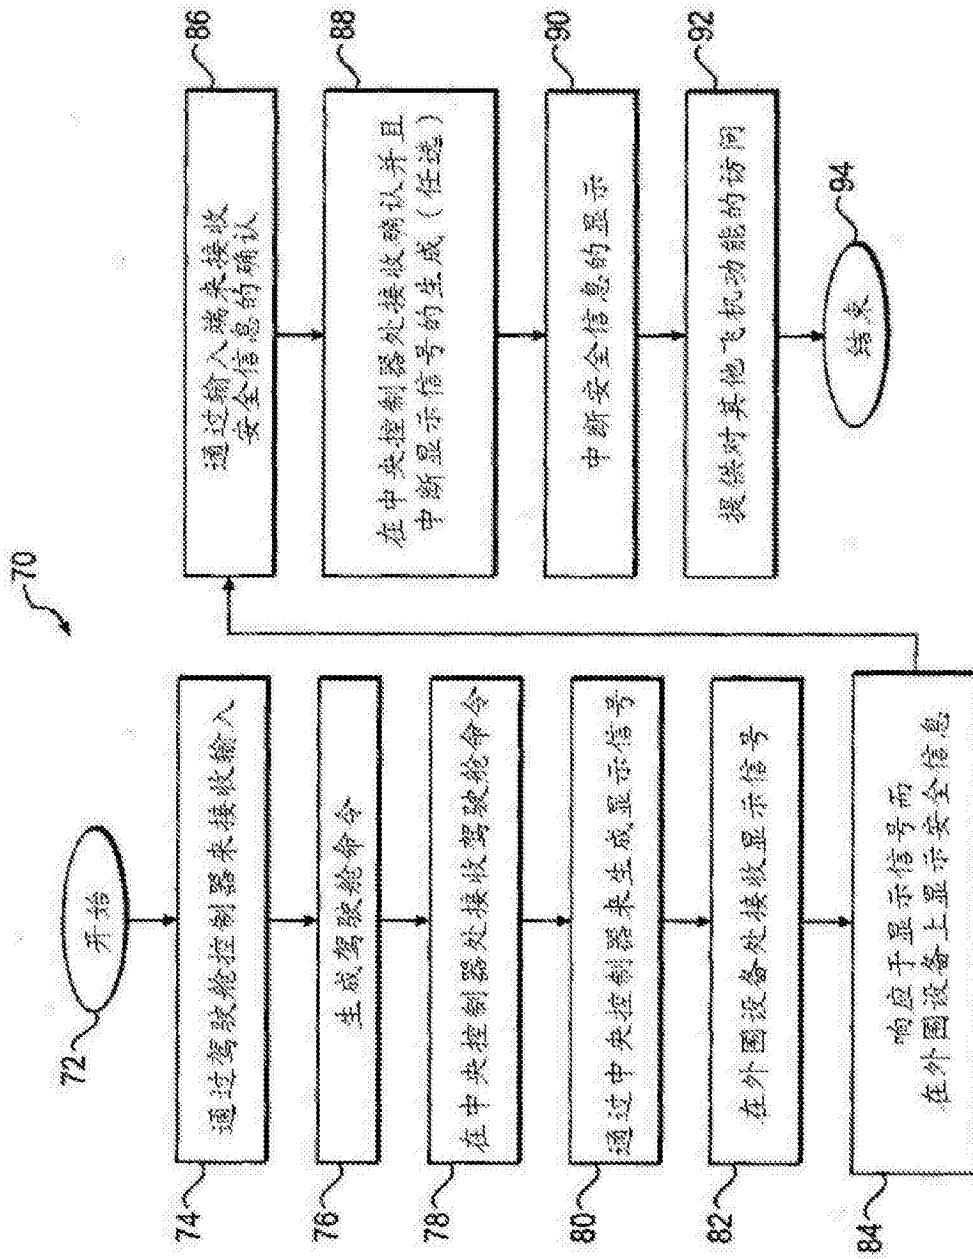 70
72
开始
74
通过驾驶舱控制器来接收输入
76
生成驾驶舱命令
78
在中央控制器处接收驾驶舱命令
80
通过中央控制器来生成显示信号
82
在外围设备处接收显示信号
84
响应于显示信号而
在外围设备上显示安全信息
86
通过输入端来接收
安全信息的确认
88
在中央控制器处接收确认并且
中断显示信号的生成（任选）
90
中断安全信息的显示
92
提供对其他飞机功能的访问
94
结束